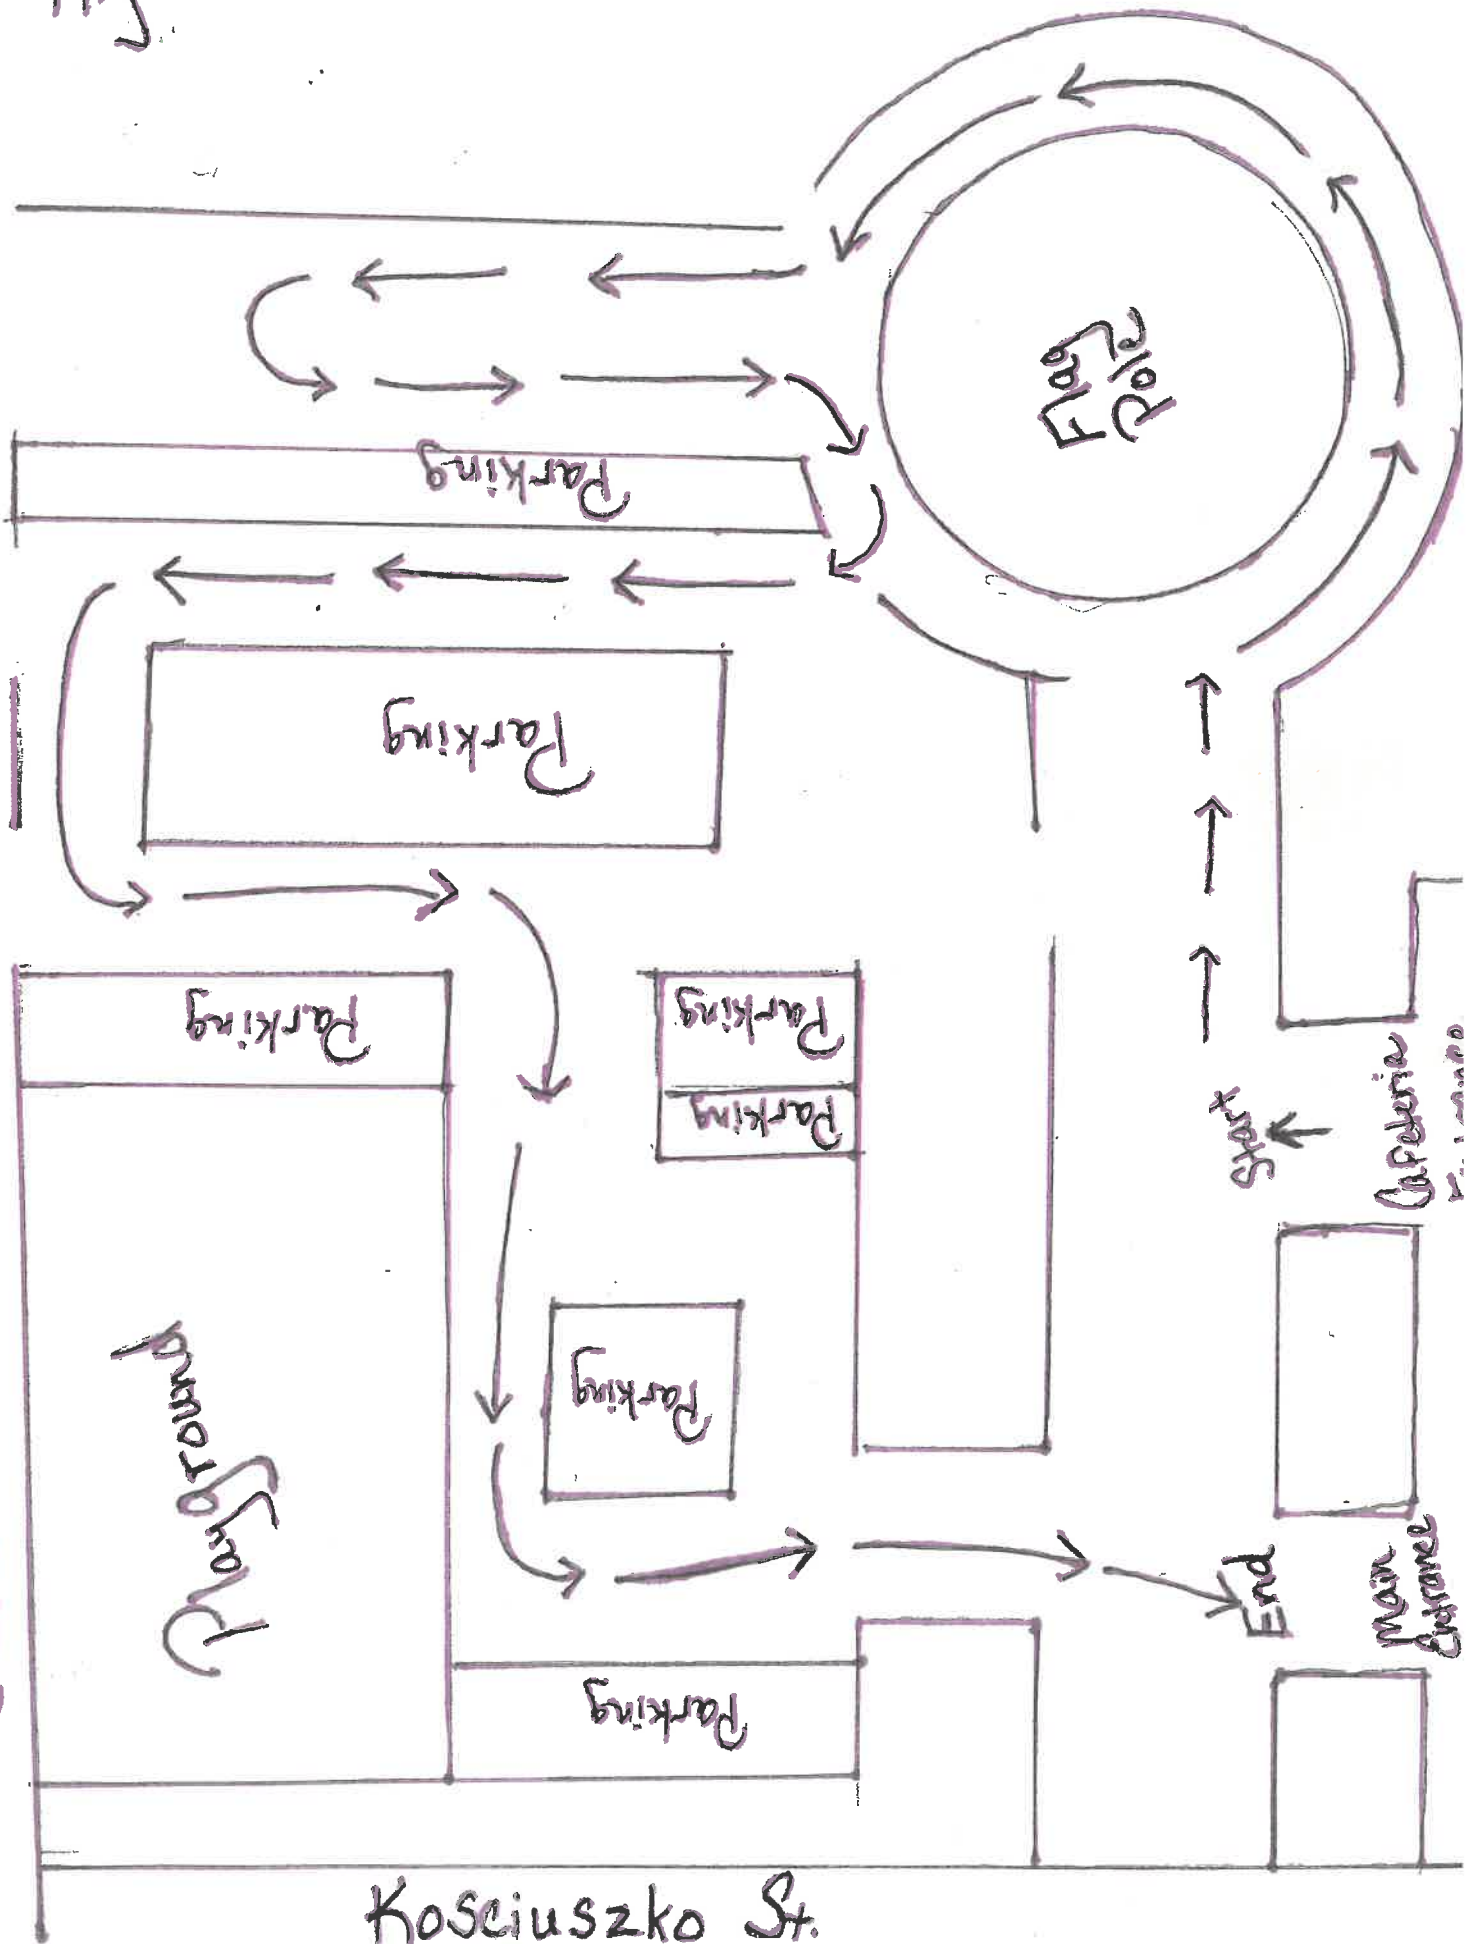 Flag
Pole
Parking
Parking
Parking
Parking
Parking
Start
Cafeteria
Parking
Playground
End
Main
Entrance
Parking
Kosciuszko St.